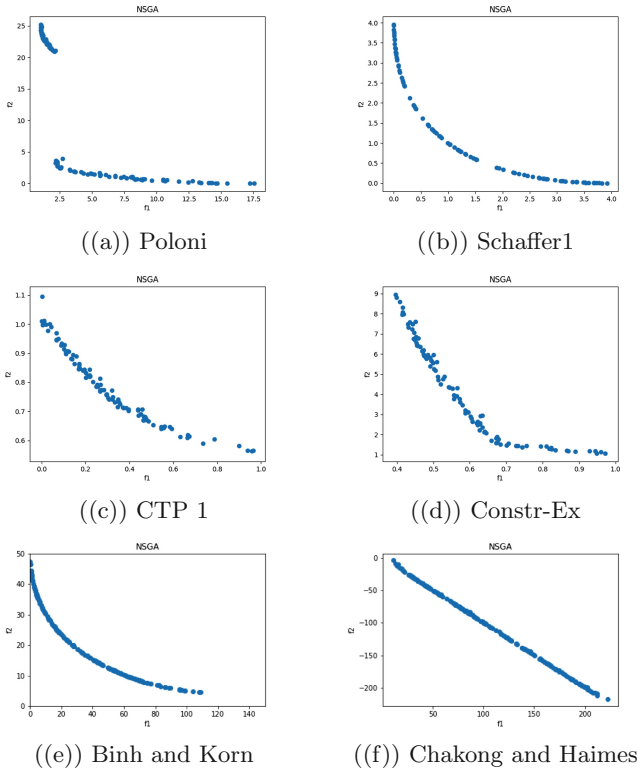 NSGA
NSGA
25
20
15
10
5
0
f2
2.5 5.0 7.5 10.0 12.5 15.0 17.5
f1
4.0
3.5
3.0
2.5
2.0
1.5
1.0
0.5
0.0
f2
0.0 0.5 1.0 1.5 2.0 2.5 3.0 3.5 4.0
f1
((a)) Poloni
((b)) Schaffer1
NSGA
NSGA
1.1
1.0
0.9
0.8
0.7
0.6
f2
0.0 0.2 0.4 0.6 0.8 1.0
f1
9
8
7
6
5
4
3
2
1
f2
0.4 0.5 0.6 0.7 0.8 0.9 1.0
f1
((c)) CTP 1
((d)) Constr-Ex
NSGA
NSGA
50
40
30
20
10
0
f2
0 20 40 60 80 100 120 140
f1
0
−50
−100
−150
−200
f2
50 100 150 200
f1
((e)) Binh and Korn
((f)) Chakong and Haimes